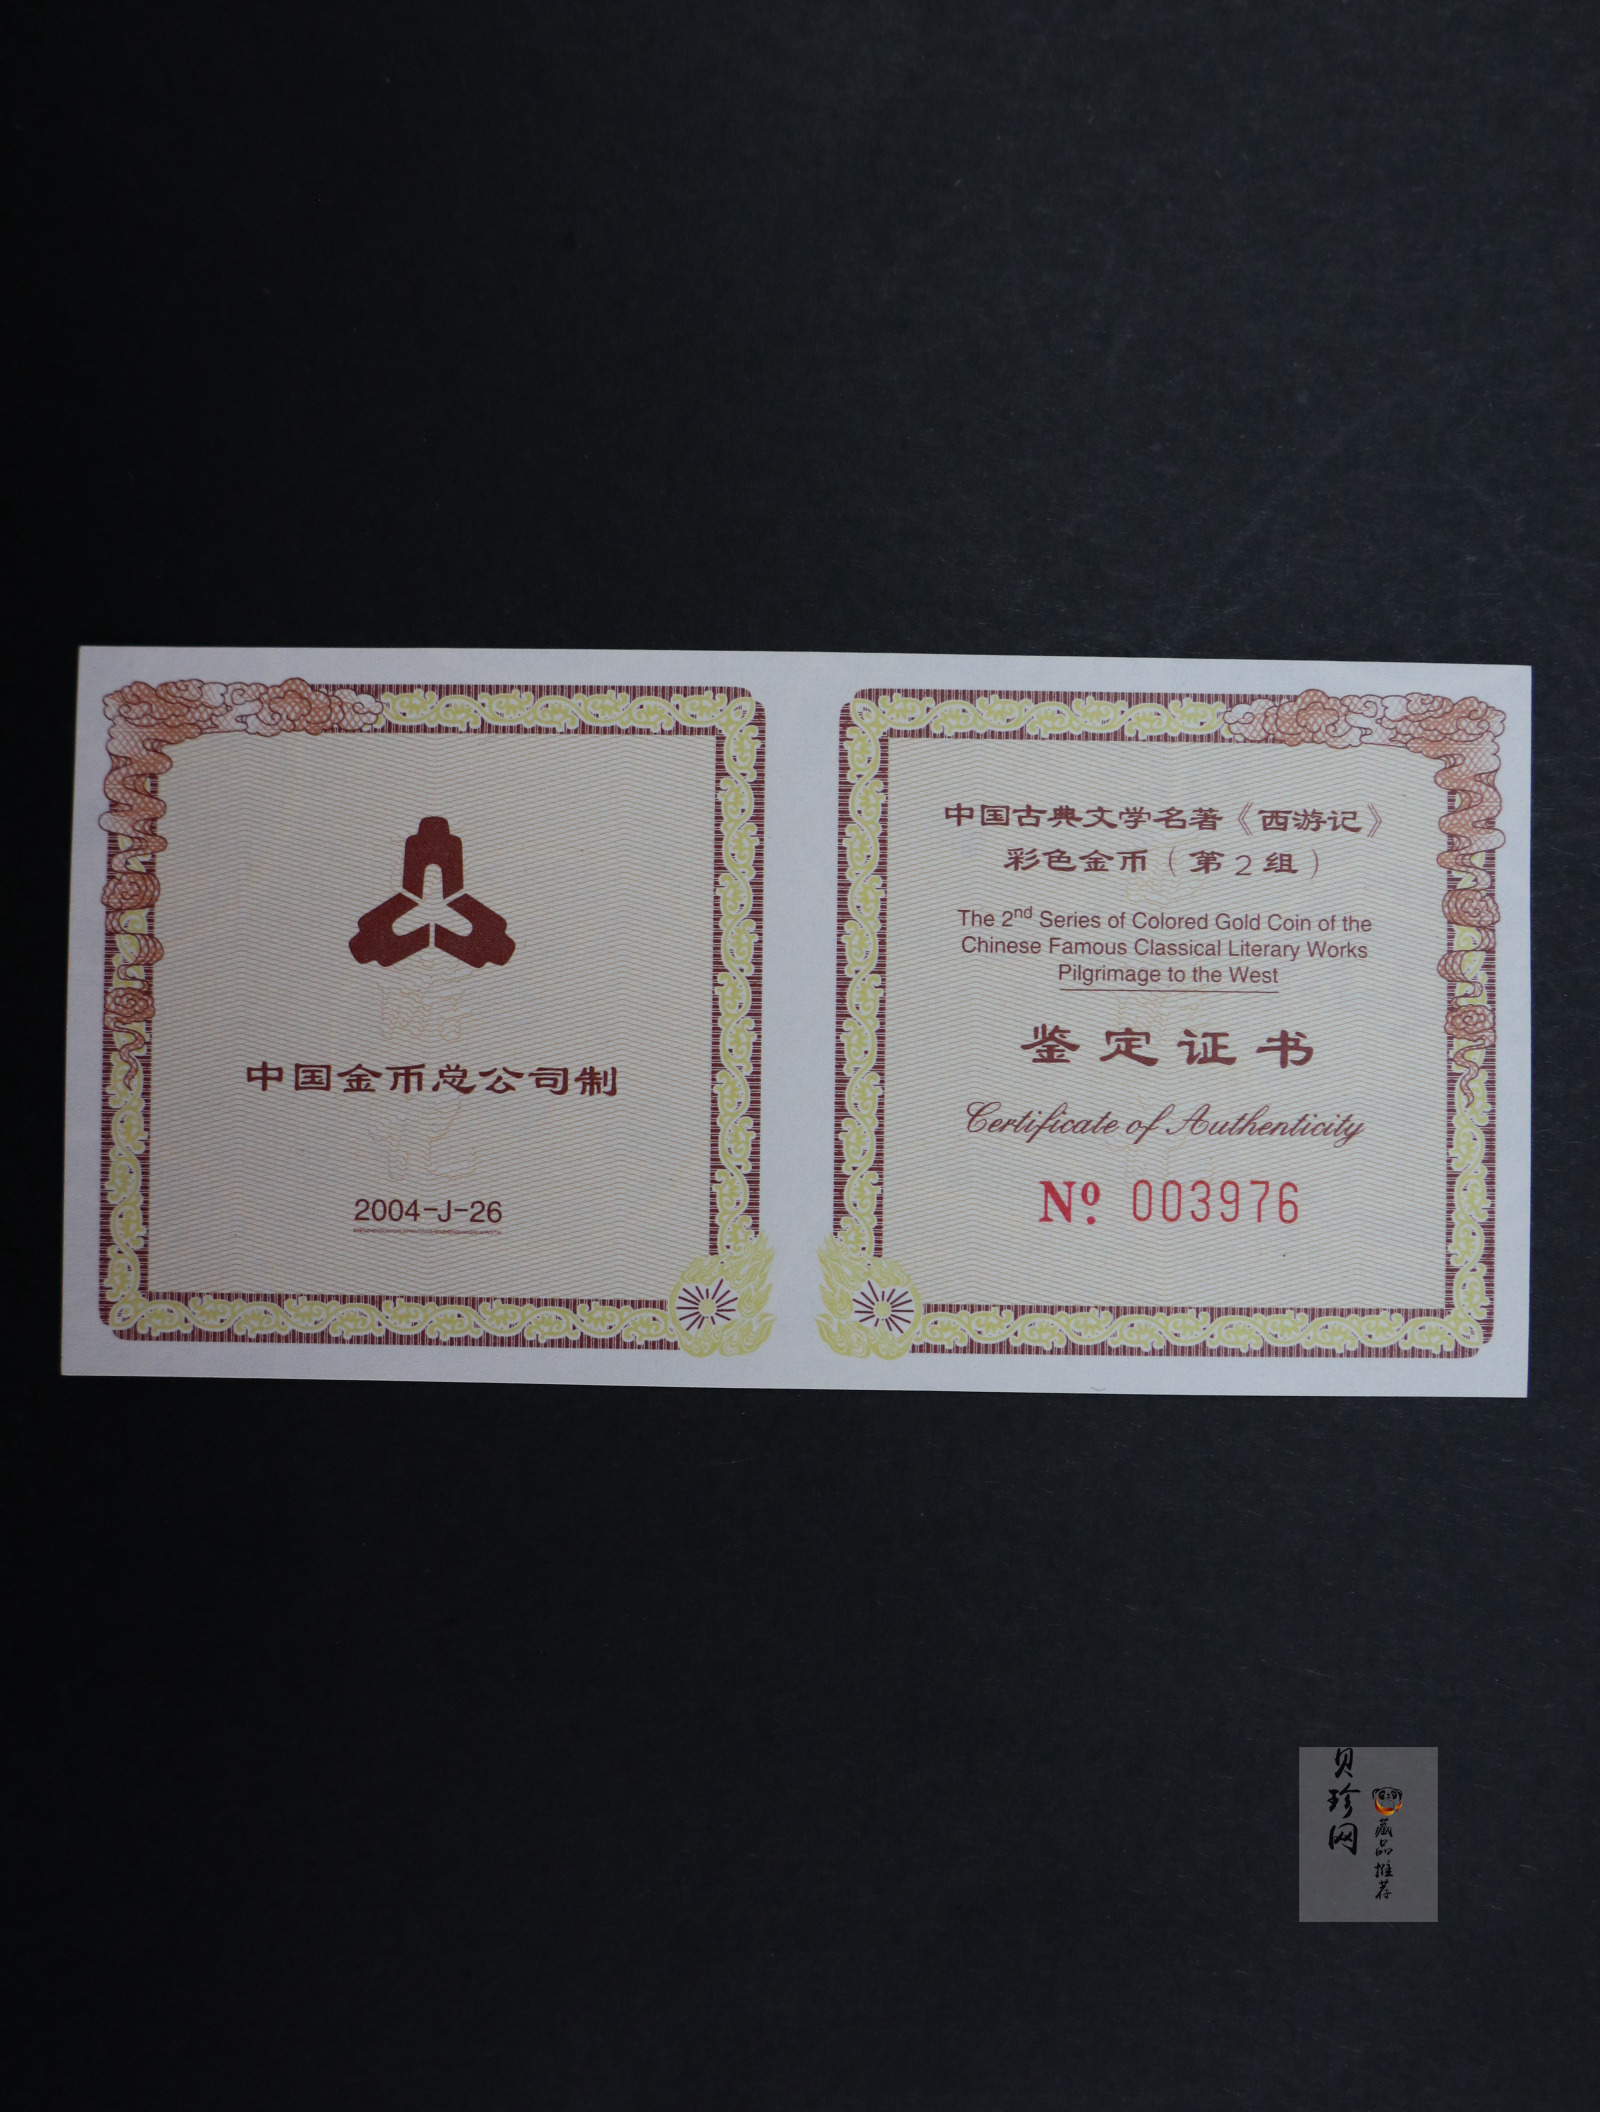 中国金币总公司制
2004-J-26
中国古典文学名著《西游记》
彩色金币(第2组)
The 2nd Series of Colored Gold Coin of the
Chinese Famous Classical Literary Works
Pilgrimage to the West
鉴定证书
Certificate of Authenticity
Nº. 003976
贝珍网
藏品推荐